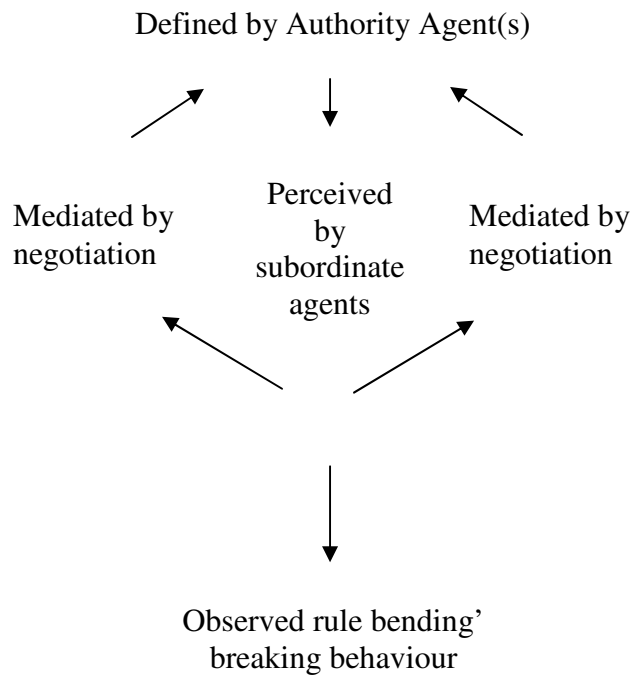 Defined by Authority Agent(s)
Mediated by
negotiation
Perceived
by
subordinate
agents
Mediated by
negotiation
Observed rule bending’
breaking behaviour